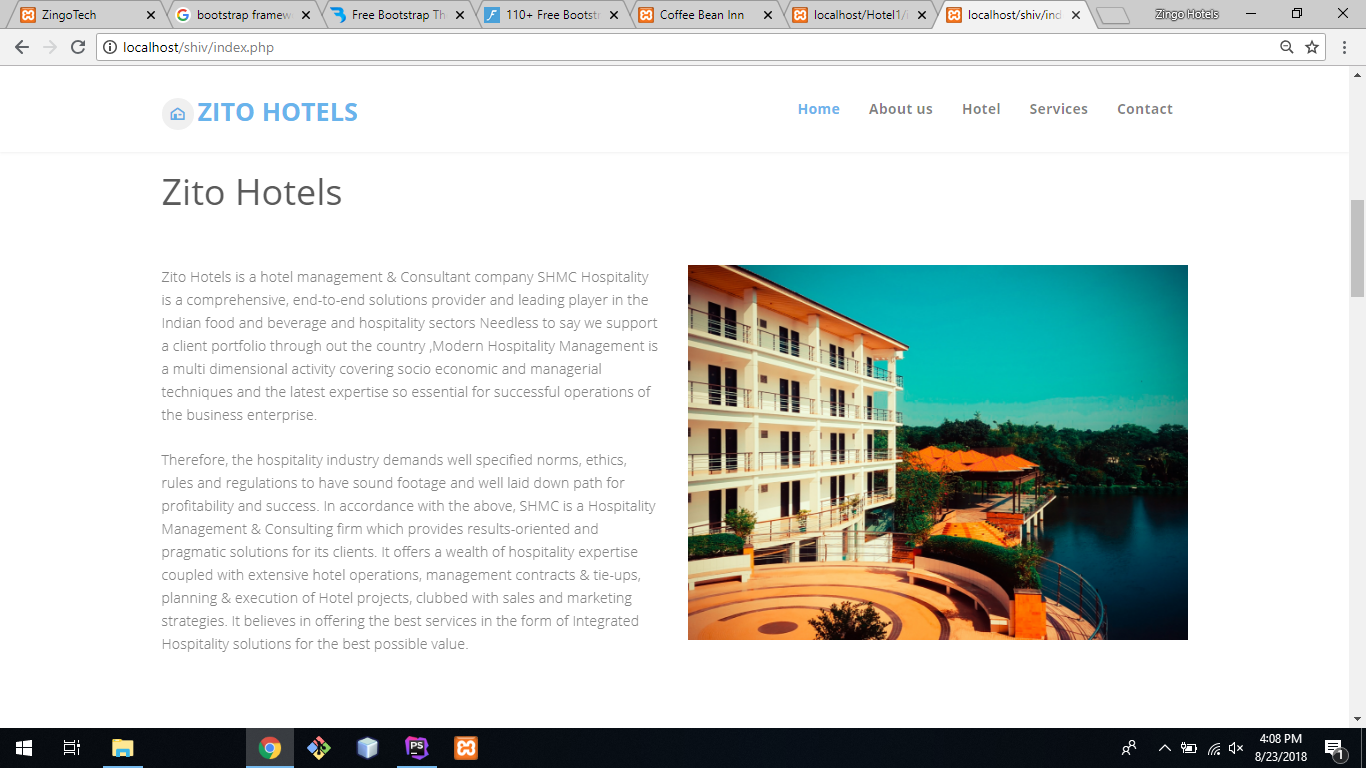 ZingoTech
bootstrap framew
Free Bootstrap Th
110+ Free Bootst
Coffee Bean Inn
localhost/Hotel1/
localhost/shiv/ind
Zingo Hotels
localhost/shiv/index.php
ZITO HOTELS
Home
About us
Hotel
Services
Contact
Zito Hotels
Zito Hotels is a hotel management & Consultant company SHMC Hospitality
is a comprehensive, end-to-end solutions provider and leading player in the
Indian food and beverage and hospitality sectors Needless to say we support
a client portfolio through out the country ,Modern Hospitality Management is
a multi dimensional activity covering socio economic and managerial
techniques and the latest expertise so essential for successful operations of
the business enterprise.
Therefore, the hospitality industry demands well specified norms, ethics,
rules and regulations to have sound footage and well laid down path for
profitability and success. In accordance with the above, SHMC is a Hospitality
Management & Consulting firm which provides results-oriented and
pragmatic solutions for its clients. It offers a wealth of hospitality expertise
coupled with extensive hotel operations, management contracts & tie-ups,
planning & execution of Hotel projects, clubbed with sales and marketing
strategies. It believes in offering the best services in the form of Integrated
Hospitality solutions for the best possible value.
PS
4:08 PM
8/23/2018
1